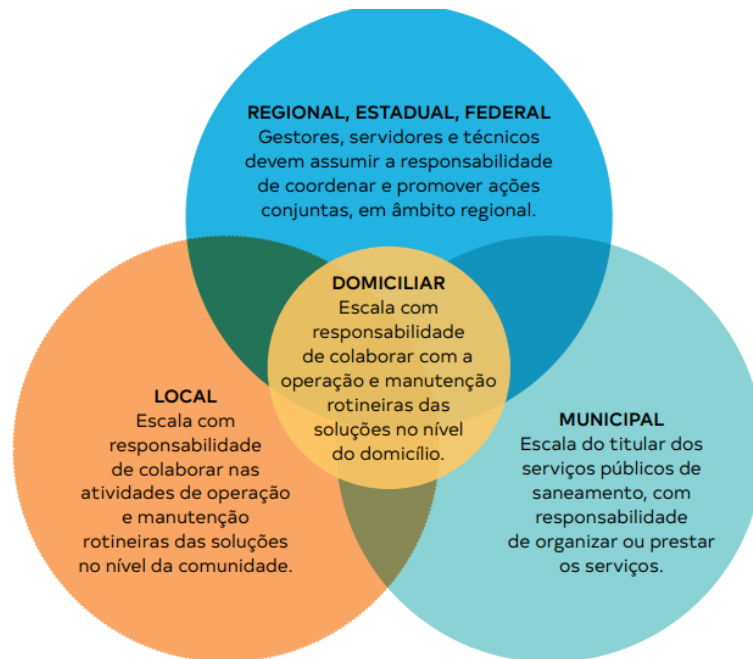 REGIONAL, ESTADUAL, FEDERAL
Gestores, servidores e técnicos
devem assumir a responsabilidade
de coordenar e promover ações
conjuntas, em âmbito regional.
DOMICILIAR
Escala com
responsabilidade
de colaborar com a
operação e manutenção
rotineiras das
soluções no nível
do domicílio.
LOCAL
Escala com
responsabilidade
de colaborar nas
atividades de operação
e manutenção
rotineiras das soluções
no nível da comunidade.
MUNICIPAL
Escala do titular dos
serviços públicos de
saneamento, com
responsabilidade
de organizar ou prestar
os serviços.